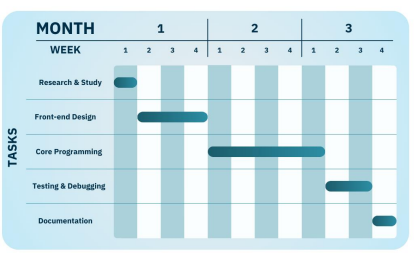 MONTH 1 2 3
WEEK 1 2 3 4 1 2 3 4 1 2 3 4
TASKS
Research & Study
Front-end Design
Core Programming
Testing & Debugging
Documentation